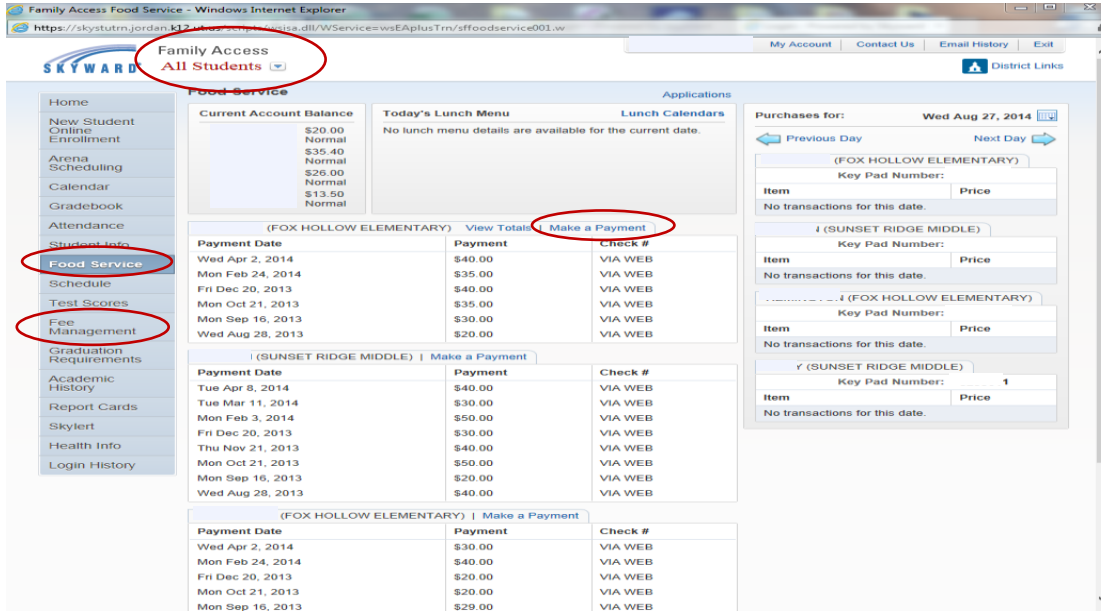 Family Access Food Service - Windows Internet Explorer
https://skystutrn.jordan.k12.ut.us/scripts/wsisa.dll/WService=wsEAplusTrn/sffoodservice001.w
SKYWARD
Family Access
All Students
My Account
Contact Us
Email History
Exit
District Links
Home
New Student
Online
Enrollment
Arena
Scheduling
Calendar
Gradebook
Attendance
Student Info
Food Service
Schedule
Test Scores
Fee
Management
Graduation
Requirements
Academic
History
Report Cards
Skylert
Health Info
Login History
Food Service
Applications
Current Account Balance
$20.00
Normal
$35.40
Normal
$26.00
Normal
$13.50
Normal
Today's Lunch Menu Lunch Calendars
No lunch menu details are available for the current date.
(FOX HOLLOW ELEMENTARY) View Totals | Make a Payment
Payment Date Payment Check #
Wed Apr 2, 2014 $40.00 VIA WEB
Mon Feb 24, 2014 $35.00 VIA WEB
Fri Dec 20, 2013 $40.00 VIA WEB
Mon Oct 21, 2013 $35.00 VIA WEB
Mon Sep 16, 2013 $30.00 VIA WEB
Wed Aug 28, 2013 $20.00 VIA WEB
(SUNSET RIDGE MIDDLE) | Make a Payment
Payment Date Payment Check #
Tue Apr 8, 2014 $40.00 VIA WEB
Tue Mar 11, 2014 $30.00 VIA WEB
Mon Feb 3, 2014 $50.00 VIA WEB
Fri Dec 20, 2013 $30.00 VIA WEB
Thu Nov 21, 2013 $40.00 VIA WEB
Mon Oct 21, 2013 $50.00 VIA WEB
Mon Sep 16, 2013 $20.00 VIA WEB
Wed Aug 28, 2013 $40.00 VIA WEB
(FOX HOLLOW ELEMENTARY) | Make a Payment
Payment Date Payment Check #
Wed Apr 2, 2014 $30.00 VIA WEB
Mon Feb 24, 2014 $40.00 VIA WEB
Fri Dec 20, 2013 $20.00 VIA WEB
Mon Oct 21, 2013 $20.00 VIA WEB
Mon Sep 16, 2013 $29.00 VIA WEB
Purchases for: Wed Aug 27, 2014
Previous Day Next Day
(FOX HOLLOW ELEMENTARY)
Key Pad Number:
Item Price
No transactions for this date.
(SUNSET RIDGE MIDDLE)
Key Pad Number:
Item Price
No transactions for this date.
(FOX HOLLOW ELEMENTARY)
Key Pad Number:
Item Price
No transactions for this date.
Y (SUNSET RIDGE MIDDLE)
Key Pad Number: 1
Item Price
No transactions for this date.